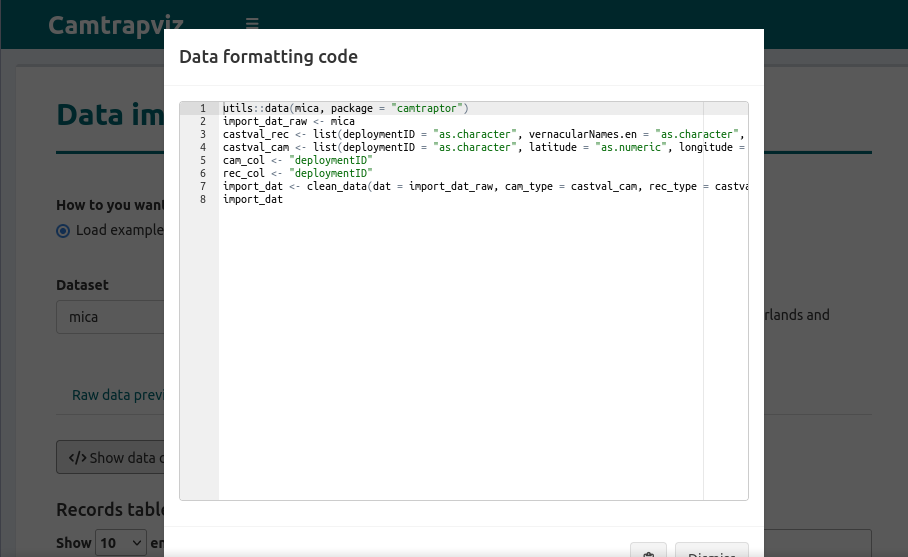 Camtrapviz
Data formatting code
Data im
1 utils::data(mica, package = "camtraptor")
2 import_dat_raw <- mica
3 castval_rec <- list(deploymentID = "as.character", vernacularNames.en = "as.character",
4 castval_cam <- list(deploymentID = "as.character", latitude = "as.numeric", longitude =
5 cam_col <- "deploymentID"
6 rec_col <- "deploymentID"
7 import_dat <- clean_data(dat = import_dat_raw, cam_type = castval_cam, rec_type = castva
8 import_dat
How to you want
Load example
Dataset
mica
rlands and
Raw data previ
</> Show data c
Records table
Show 10 en
Dismiss